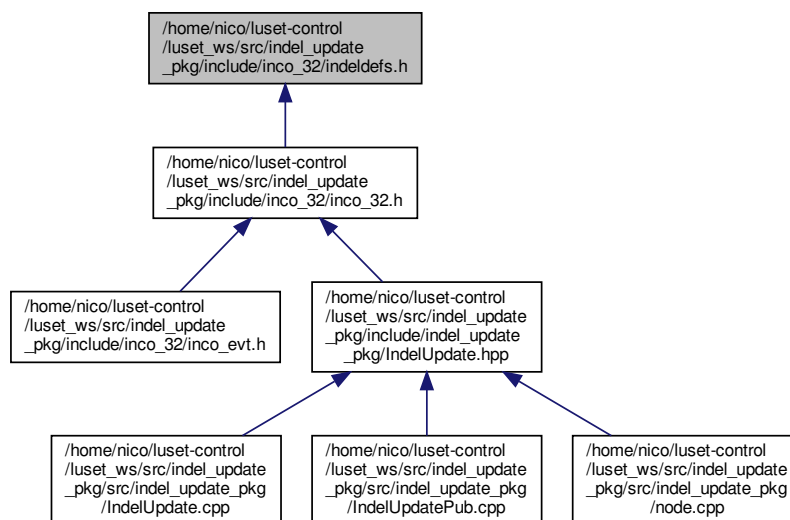 /home/nico/luset-control
/luset_ws/src/indel_update
_pkg/include/inco_32/indeldefs.h
/home/nico/luset-control
/luset_ws/src/indel_update
_pkg/include/inco_32/inco_32.h
/home/nico/luset-control
/luset_ws/src/indel_update
_pkg/include/inco_32/inco_evt.h
/home/nico/luset-control
/luset_ws/src/indel_update
_pkg/include/indel_update
_pkg/IndelUpdate.hpp
/home/nico/luset-control
/luset_ws/src/indel_update
_pkg/src/indel_update_pkg
/IndelUpdate.cpp
/home/nico/luset-control
/luset_ws/src/indel_update
_pkg/src/indel_update_pkg
/IndelUpdatePub.cpp
/home/nico/luset-control
/luset_ws/src/indel_update
_pkg/src/indel_update_pkg
/node.cpp